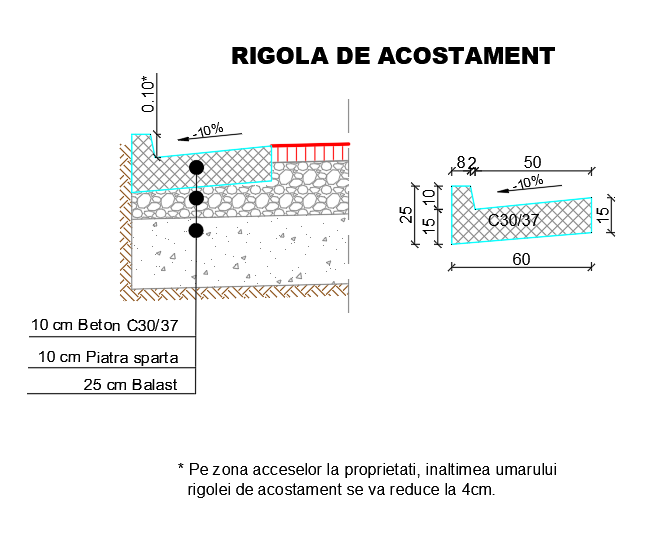 RIGOLA DE ACOSTAMENT
0.10*
-10%
8 2 50
-10%
25
10
15
C30/37
15
60
10 cm Beton C30/37
10 cm Piatra sparta
25 cm Balast
* Pe zona acceselor la proprietati, inaltimea umarului
rigolei de acostament se va reduce la 4cm.